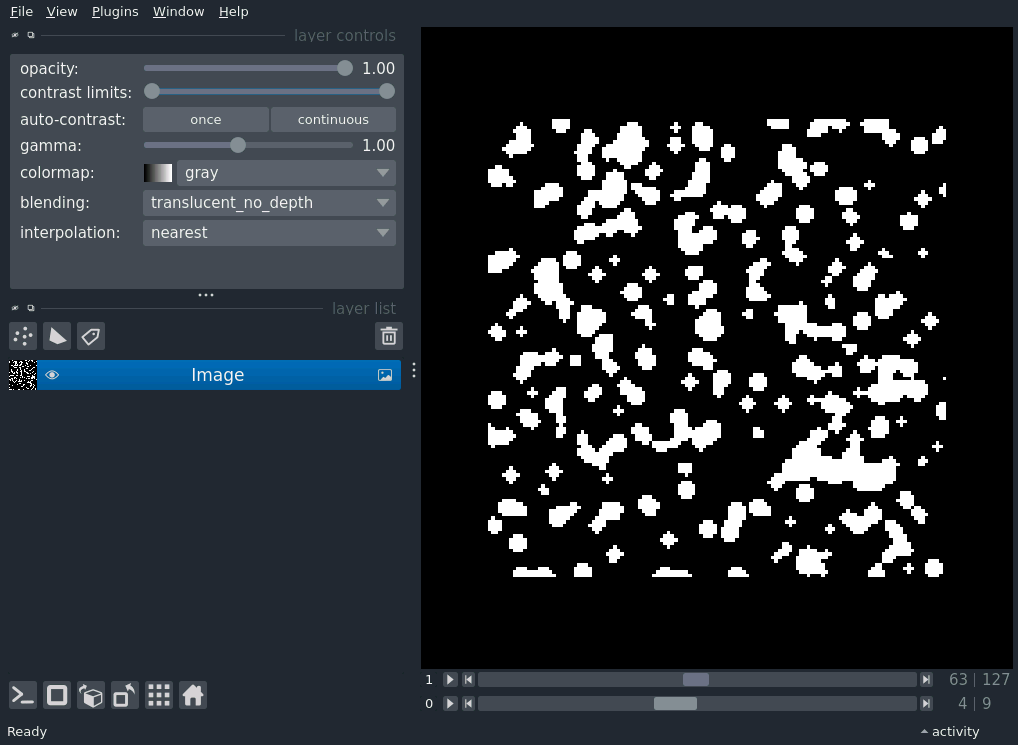 File View Plugins Window Help
layer controls
opacity: 1.00
contrast limits:
auto-contrast: once continuous
gamma: 1.00
colormap: gray
blending: translucent_no_depth
interpolation: nearest
layer list
Image
1 63 | 127
0 4 | 9
Ready activity